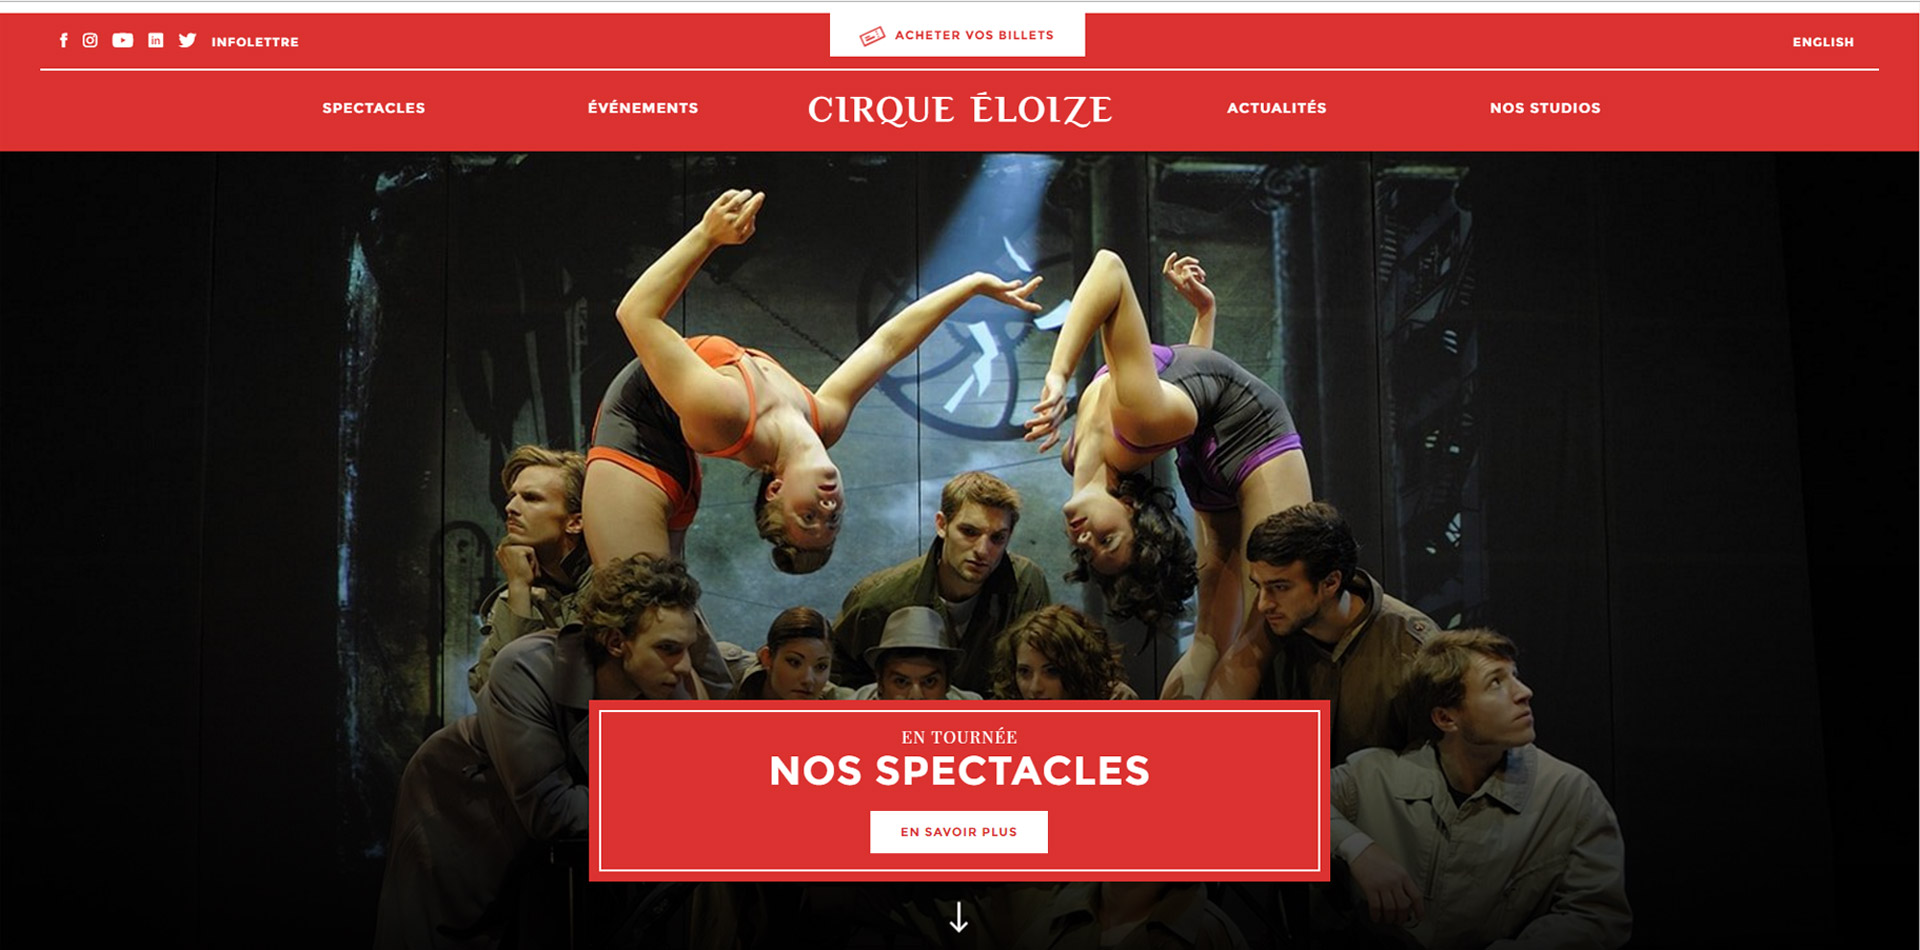 INFOLETTRE
ACHETER VOS BILLETS
ENGLISH
SPECTACLES
ÉVÉNEMENTS
CIRQUE ÉLOIZE
ACTUALITÉS
NOS STUDIOS
EN TOURNÉE
NOS SPECTACLES
EN SAVOIR PLUS